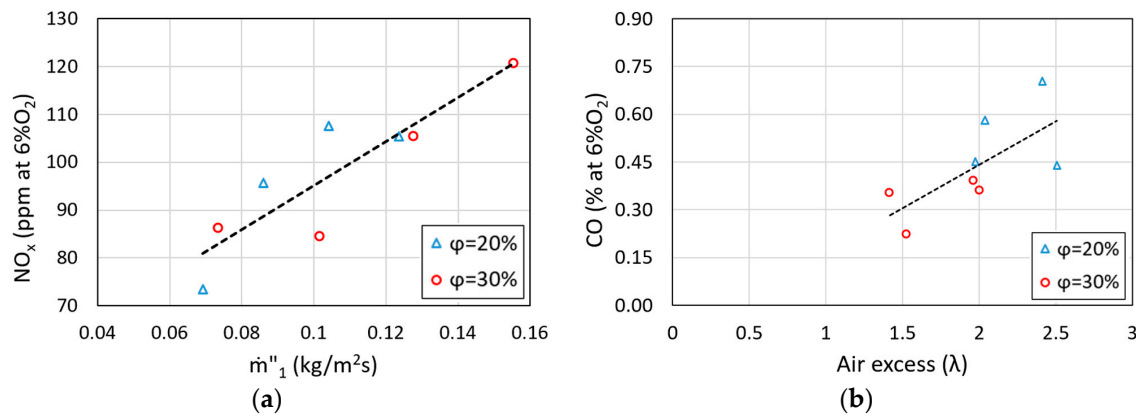 (a)
NOx (ppm at 6%O2)
130
120
110
100
90
80
70
0.04 0.06 0.08 0.1 0.12 0.14 0.16
ṁ"1 (kg/m²s)
φ=20%
φ=30%
(b)
CO (% at 6%O2)
0.90
0.75
0.60
0.45
0.30
0.15
0.00
0 0.5 1 1.5 2 2.5 3
Air excess (λ)
φ=20%
φ=30%